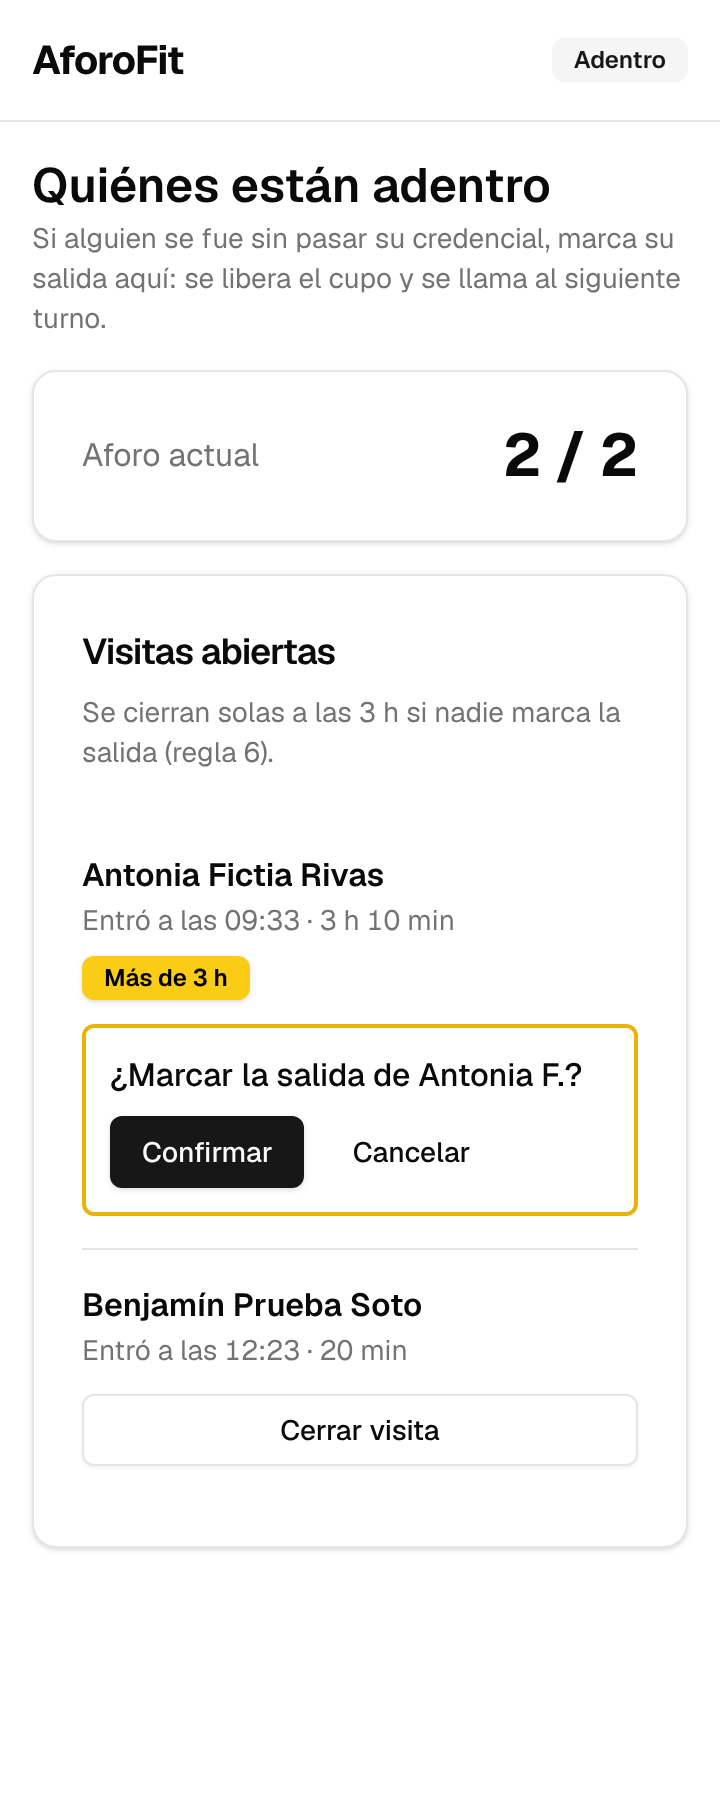 AforoFit
Adentro
Quiénes están adentro
Si alguien se fue sin pasar su credencial, marca su
salida aquí: se libera el cupo y se llama al siguiente
turno.
Aforo actual
2 / 2
Visitas abiertas
Se cierran solas a las 3 h si nadie marca la
salida (regla 6).
Antonia Fictia Rivas
Entró a las 09:33 · 3 h 10 min
Más de 3 h
¿Marcar la salida de Antonia F.?
Confirmar
Cancelar
Benjamín Prueba Soto
Entró a las 12:23 · 20 min
Cerrar visita